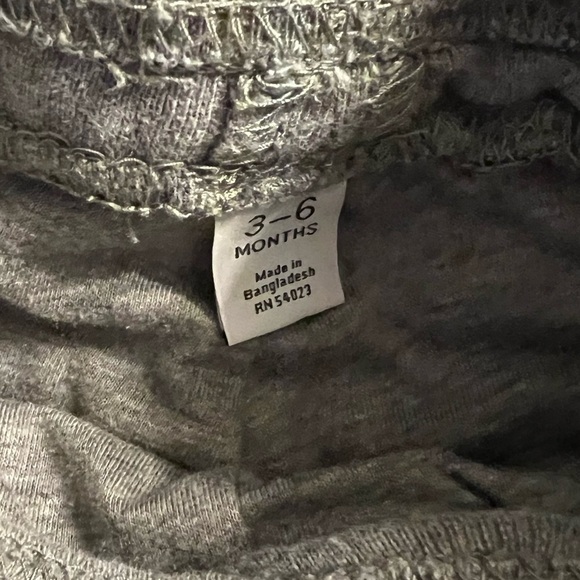 3-6
MONTHS
Made in
Bangladesh
RN 54023